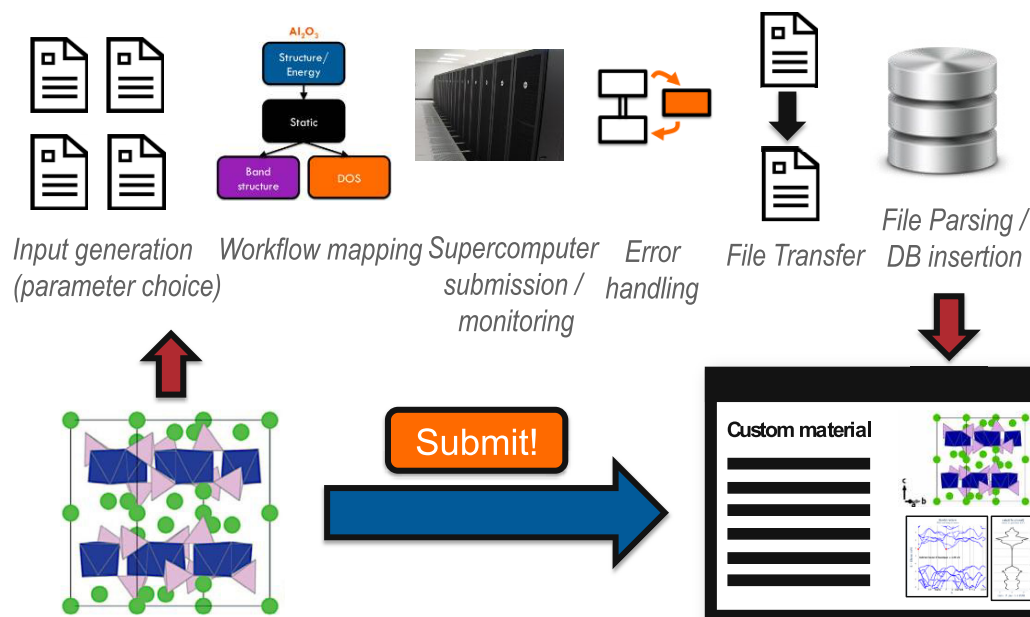 Al₂O₃
Structure/
Energy
Static
Band
structure
DOS
Input generation
(parameter choice)
Workflow mapping
Supercomputer
submission /
monitoring
Error
handling
File Transfer
File Parsing /
DB insertion
Submit!
Custom material
c
a
b